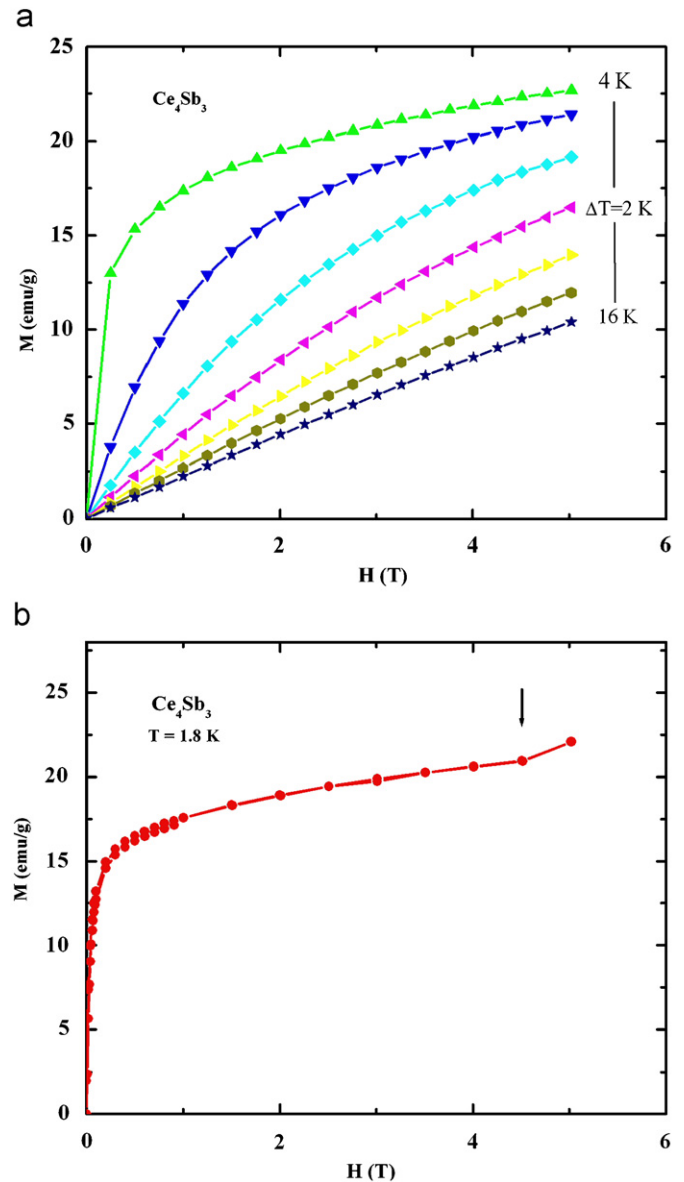 a
25
20
15
10
5
0
M (emu/g)
Ce₄Sb₃
4 K
ΔT=2 K
16 K
0 2 4 6
H (T)
b
25
20
15
10
5
0
M (emu/g)
Ce₄Sb₃
T = 1.8 K
0 2 4 6
H (T)